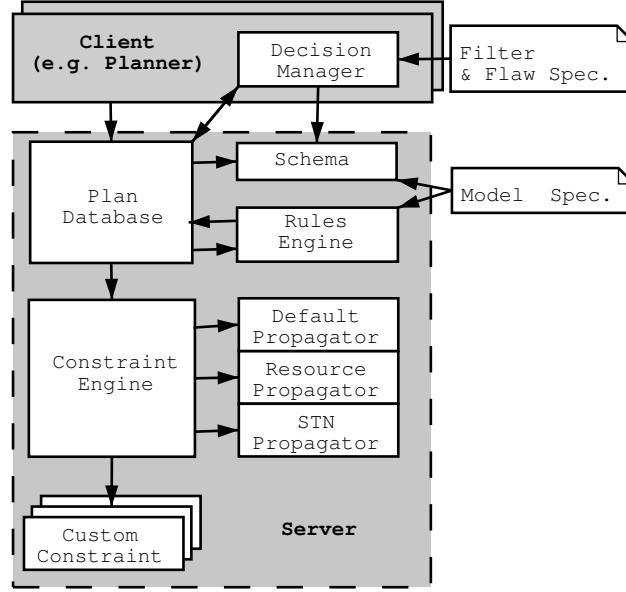 Client
(e.g. Planner)
Decision
Manager
Filter
& Flaw Spec.
Plan
Database
Schema
Rules
Engine
Model Spec.
Constraint
Engine
Default
Propagator
Resource
Propagator
STN
Propagator
Custom
Constraint
Server